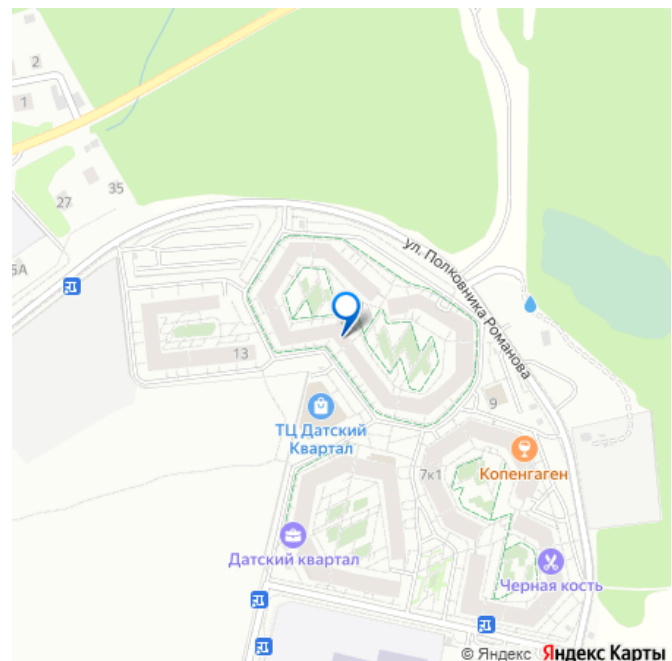 2
1
35
27
5А
ул. Полковника Романова
13
9
ТЦ Датский
Квартал
7к1
Копенгаген
Датский квартал
Черная кость
© Яндекс Яндекс Карты